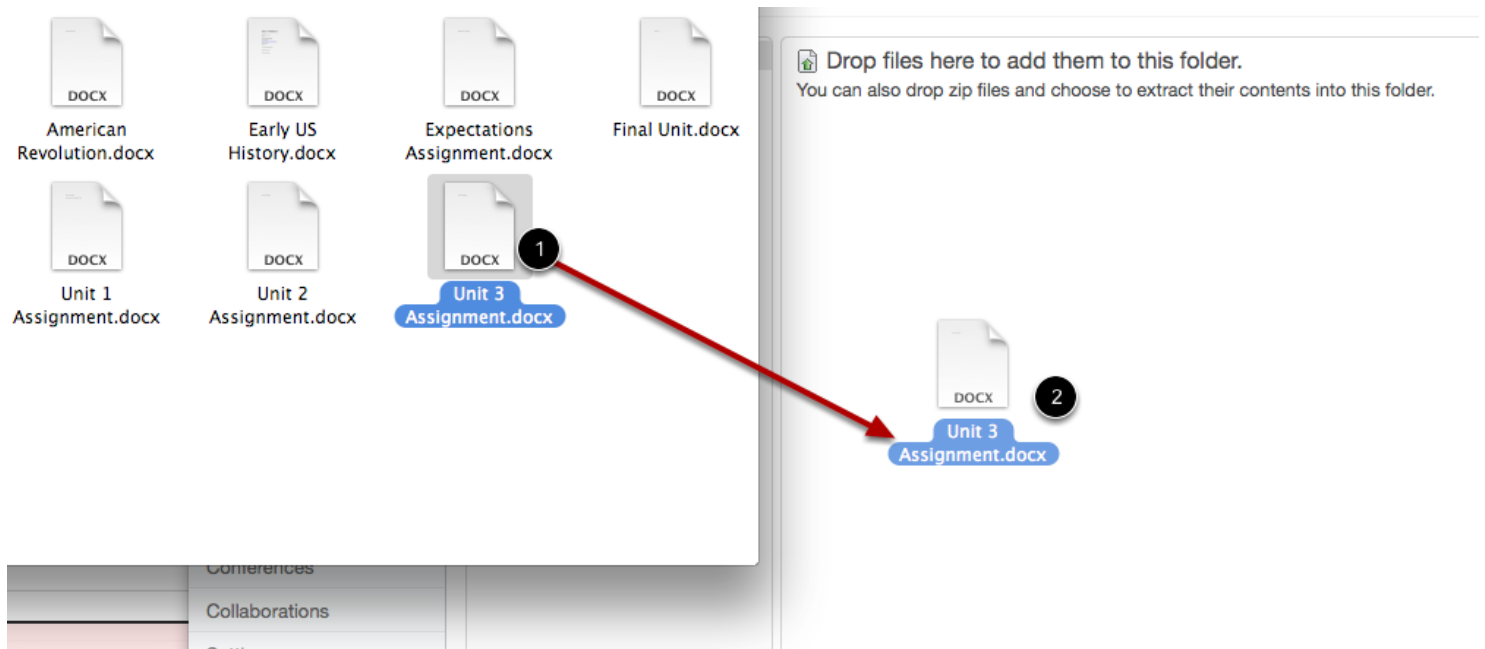 DOCX
American
Revolution.docx
DOCX
Early US
History.docx
DOCX
Expectations
Assignment.docx
DOCX
Final Unit.docx
DOCX
Unit 1
Assignment.docx
DOCX
Unit 2
Assignment.docx
DOCX
1
Unit 3
Assignment.docx
Drop files here to add them to this folder.
You can also drop zip files and choose to extract their contents into this folder.
DOCX
2
Unit 3
Assignment.docx
Conferences
Collaborations